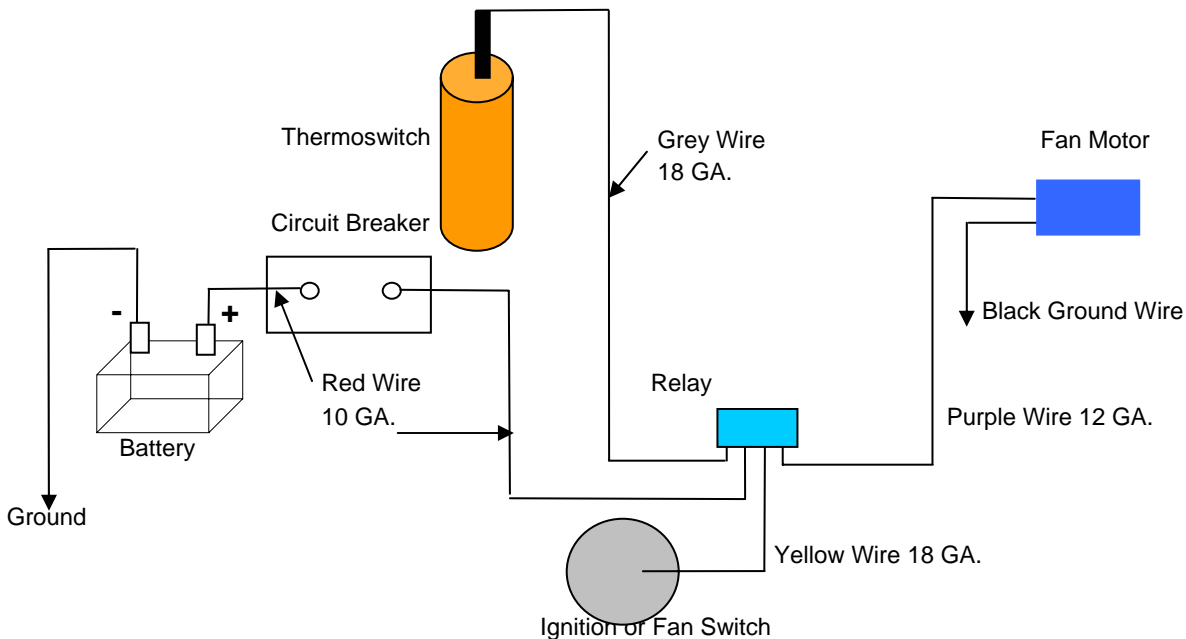 Thermoswitch
Grey Wire
18 GA.
Fan Motor
Circuit Breaker
-
+
Black Ground Wire
Red Wire
10 GA.
Relay
Purple Wire 12 GA.
Battery
Ground
Yellow Wire 18 GA.
Ignition or Fan Switch